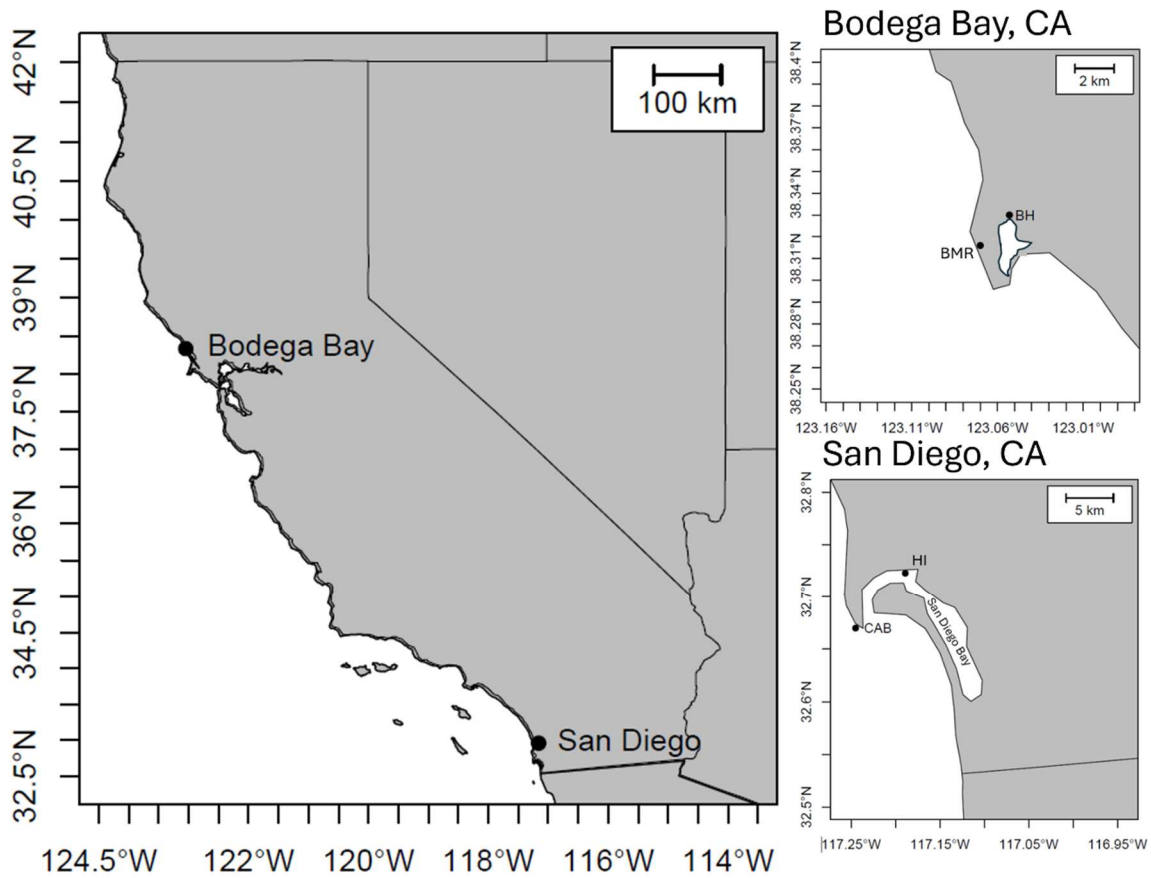 42°N
40.5°N
39°N
37.5°N
36°N
34.5°N
32.5°N
100 km
Bodega Bay
San Diego
124.5°W 122°W 120°W 118°W 116°W 114°W
Bodega Bay, CA
38.4°N
38.37°N
38.34°N
38.31°N
38.28°N
38.25°N
2 km
BH
BMR
123.16°W 123.11°W 123.06°W 123.01°W
San Diego, CA
32.8°N
32.7°N
32.6°N
32.5°N
5 km
HI
CAB
San Diego Bay
117.25°W 117.15°W 117.05°W 116.95°W